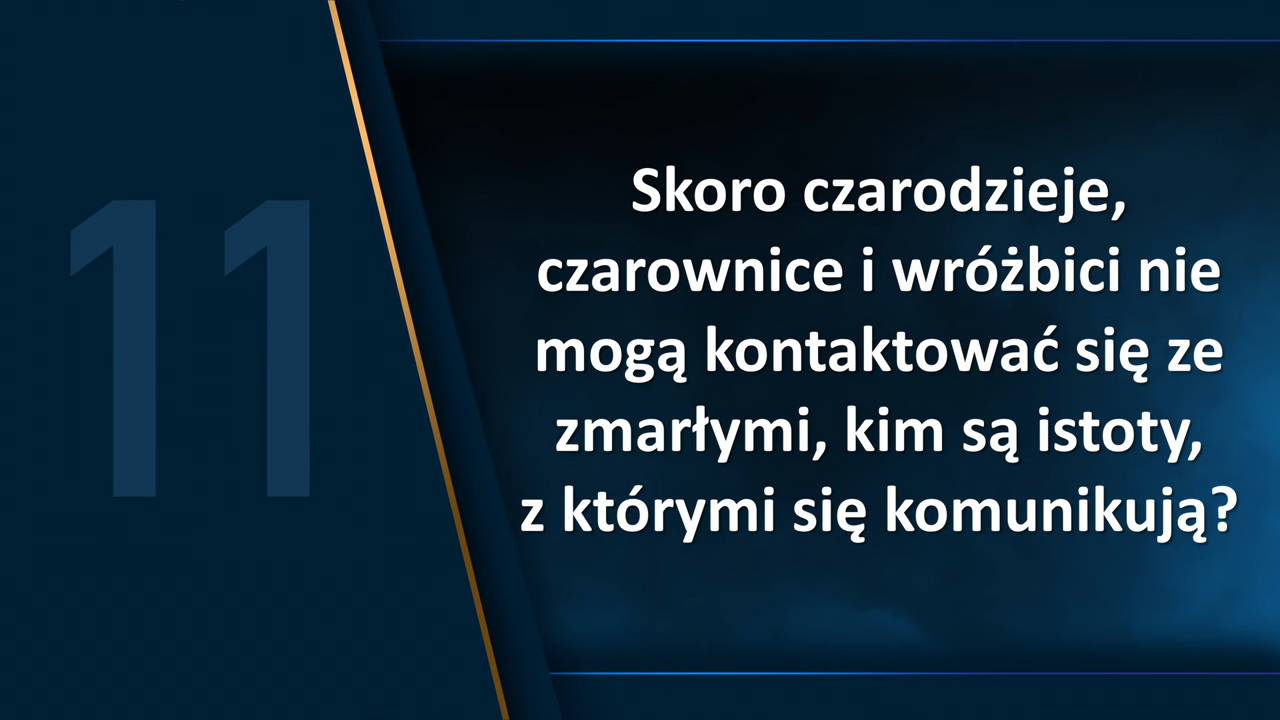 11
Skoro czarodzieje,
czarownice i wróżbici nie
mogą kontaktować się ze
zmarłymi, kim są istoty,
z którymi się komunikują?